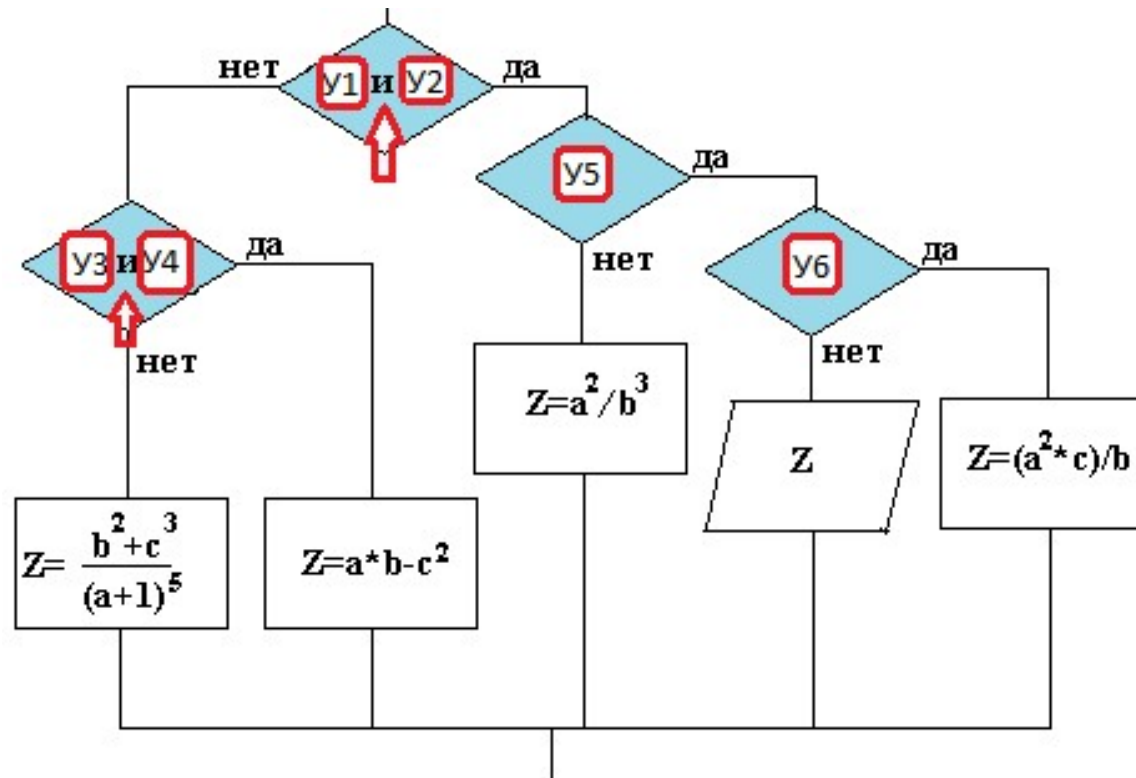 нет
У1 и У2
да
У5
да
У3 и У4
да
нет
У6
да
нет
нет
Z=a²/b³
Z
Z=(a²*c)/b
Z= b²+c³
(a+1)⁵
Z=a*b-c²